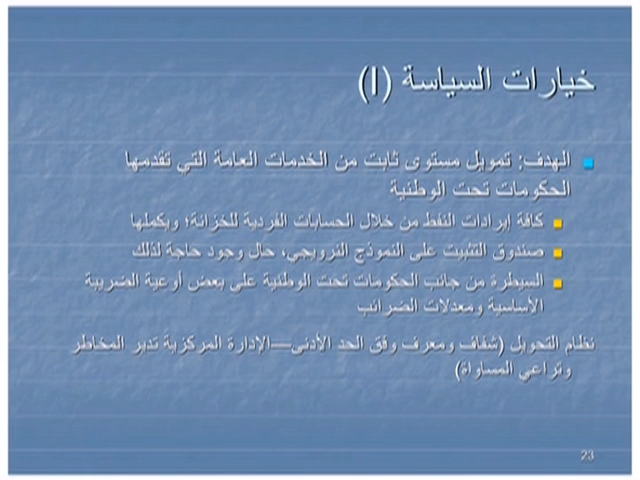 خيارات السياسة (I)
الهدف: تمويل مستوى ثابت من الخدمات العامة التي تقدمها
الحكومات تحت الوطنية
كافة إيرادات النفط من خلال الحسابات الفردية للخزانة؛ ويكملها
صندوق التثبيت على النموذج النرويجي، حال وجود حاجة لذلك
السيطرة من جانب الحكومات تحت الوطنية على بعض أوعية الضريبة
الأساسية ومعدلات الضرائب
نظام التحويل (شفاف ومعرف وفق الحد الأدنى—الإدارة المركزية تدير المخاطر
وتراعي المساواة)
23